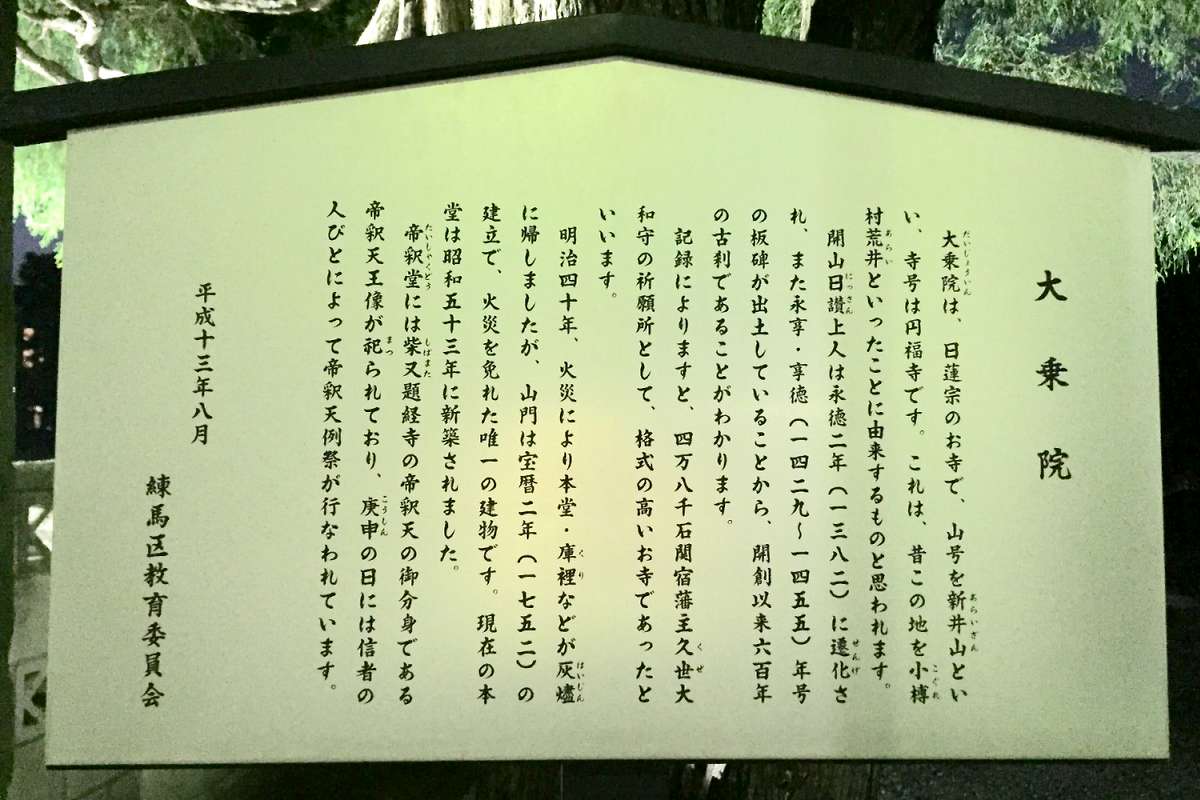 大乗院
大乗院は、日蓮宗のお寺で、山号を新井山とい
い、寺号は円福寺です。これは、昔この地を小榑
村荒井といったことに由来するものと思われます。
開山日讃上人は永徳二年（一三八二）に遷化さ
れ、また永享・享徳（一四二九～一四五五）年号
の板碑が出土していることから、開創以来六百年
の古刹であることがわかります。
記録によりますと、四万八千石関宿藩主久世大
和守の祈願所として、格式の高いお寺であったと
いいます。
明治四十年、火災により本堂・庫裡などが灰燼
に帰しましたが、山門は宝暦二年（一七五二）の
建立で、火災を免れた唯一の建物です。現在の本
堂は昭和五十三年に新築されました。
帝釈堂には柴又題経寺の帝釈天の御分身である
帝釈天王像が祀られており、庚申の日には信者の
人びとによって帝釈天例祭が行なわれています。
平成十三年八月
練馬区教育委員会